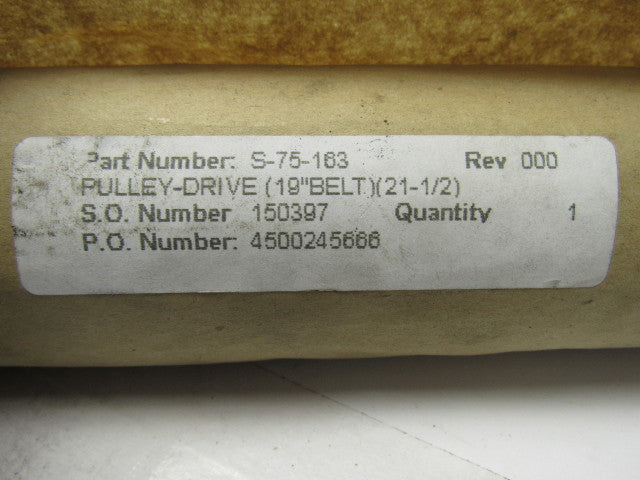 Part Number: S-75-163 Rev 000
PULLEY-DRIVE (19"BELT)(21-1/2)
S.O. Number 150397 Quantity 1
P.O. Number: 4500245666